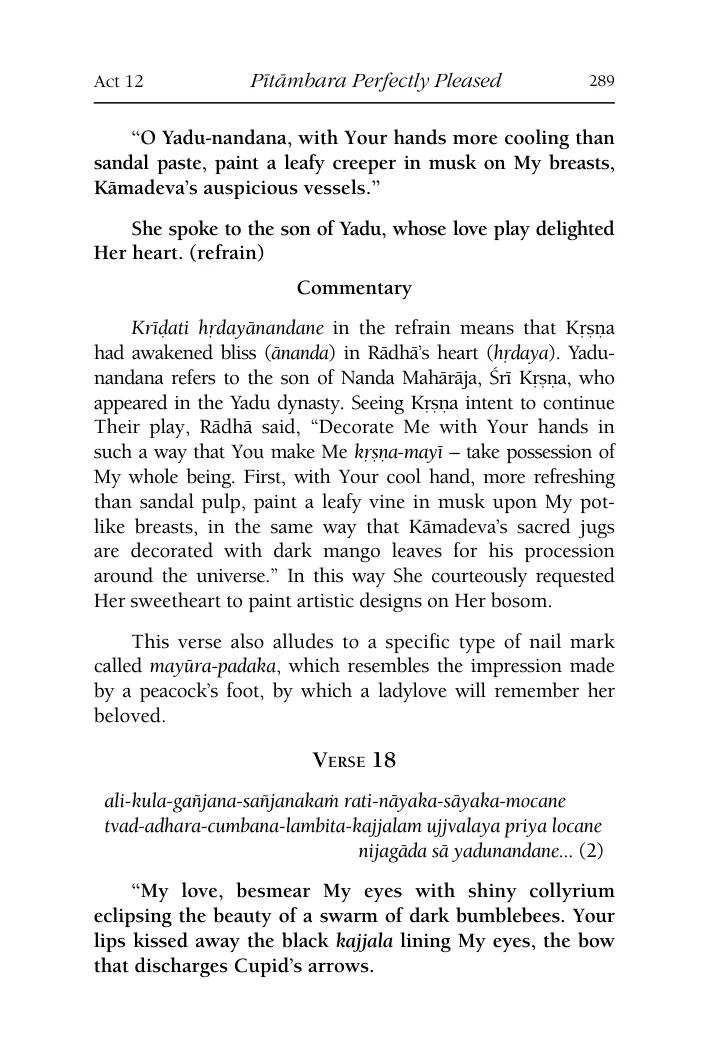 Act 12 Pītāmbara Perfectly Pleased 289
“O Yadu-nandana, with Your hands more cooling than
sandal paste, paint a leafy creeper in musk on My breasts,
Kāmadeva’s auspicious vessels.”
She spoke to the son of Yadu, whose love play delighted
Her heart. (refrain)
Commentary
Krīḍati hṛdayānandane in the refrain means that Kṛṣṇa
had awakened bliss (ānanda) in Rādhā’s heart (hṛdaya). Yadu-
nandana refers to the son of Nanda Mahārāja, Śrī Kṛṣṇa, who
appeared in the Yadu dynasty. Seeing Kṛṣṇa intent to continue
Their play, Rādhā said, “Decorate Me with Your hands in
such a way that You make Me kṛṣṇa-mayī – take possession of
My whole being. First, with Your cool hand, more refreshing
than sandal pulp, paint a leafy vine in musk upon My pot-
like breasts, in the same way that Kāmadeva’s sacred jugs
are decorated with dark mango leaves for his procession
around the universe.” In this way She courteously requested
Her sweetheart to paint artistic designs on Her bosom.
This verse also alludes to a specific type of nail mark
called mayūra-padaka, which resembles the impression made
by a peacock’s foot, by which a ladylove will remember her
beloved.
Verse 18
ali-kula-gañjana-sañjanakaṁ rati-nāyaka-sāyaka-mocane
tvad-adhara-cumbana-lambita-kajjalam ujjvalaya priya locane
nijagāda sā yadunandane... (2)
“My love, besmear My eyes with shiny collyrium
eclipsing the beauty of a swarm of dark bumblebees. Your
lips kissed away the black kajjala lining My eyes, the bow
that discharges Cupid’s arrows.